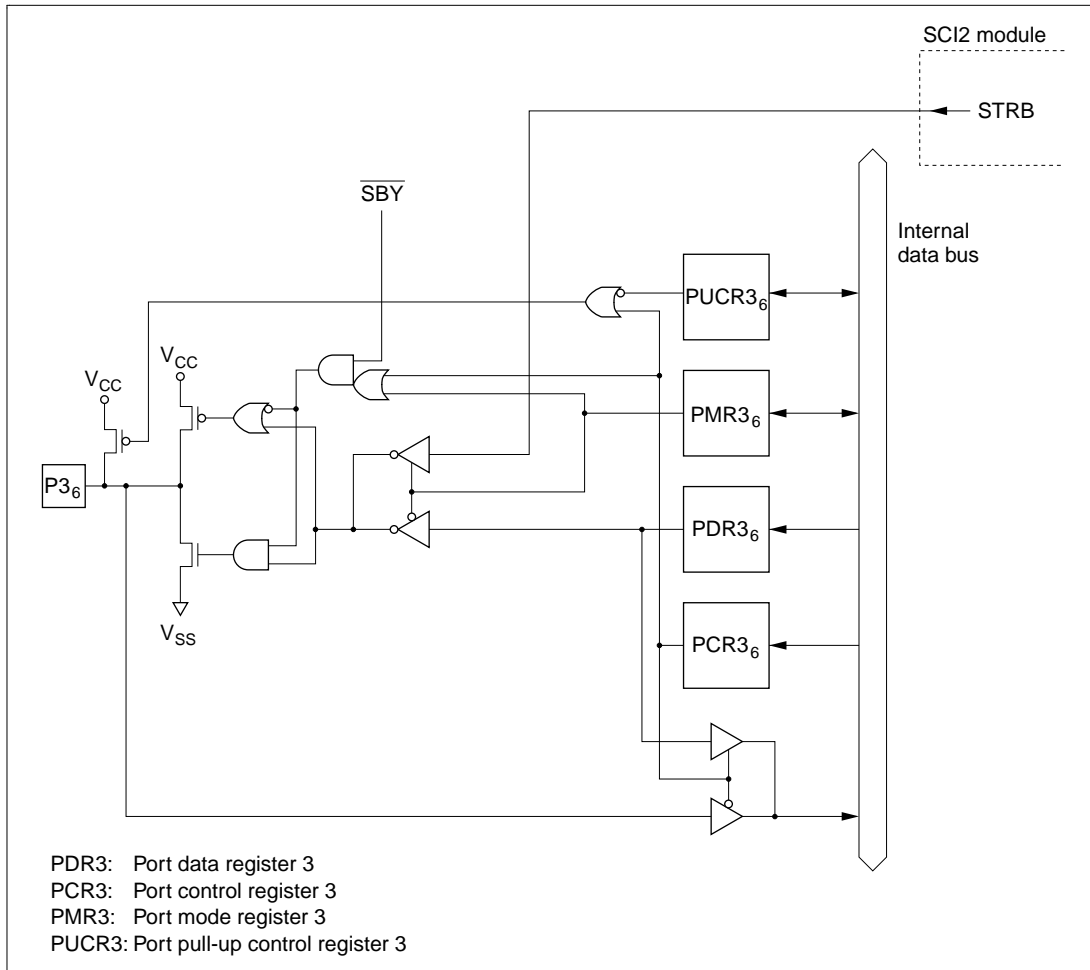 SCI2 module
STRB
SBY
Internal
data bus
PUCR3₆
V_CC
V_CC
PMR3₆
P3₆
PDR3₆
V_SS
PCR3₆
PDR3: Port data register 3
PCR3: Port control register 3
PMR3: Port mode register 3
PUCR3: Port pull-up control register 3